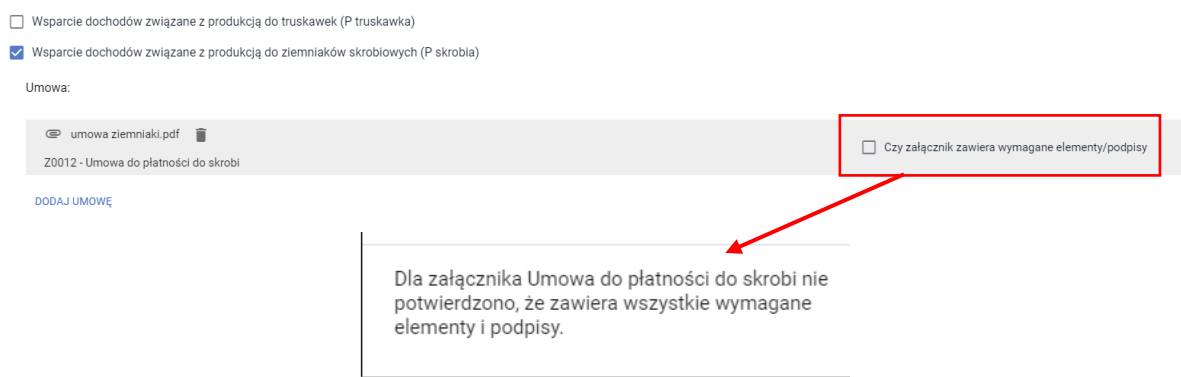 Wsparcie dochodów związane z produkcją do truskawek (P truskawka)
Wsparcie dochodów związane z produkcją do ziemniaków skrobiowych (P skrobia)
Umowa:
umowa ziemniaki.pdf
Czy załącznik zawiera wymagane elementy/podpisy
Z0012 - Umowa do płatności do skrobi
DODAJ UMOWĘ
Dla załącznika Umowa do płatności do skrobi nie
potwierdzono, że zawiera wszystkie wymagane
elementy i podpisy.